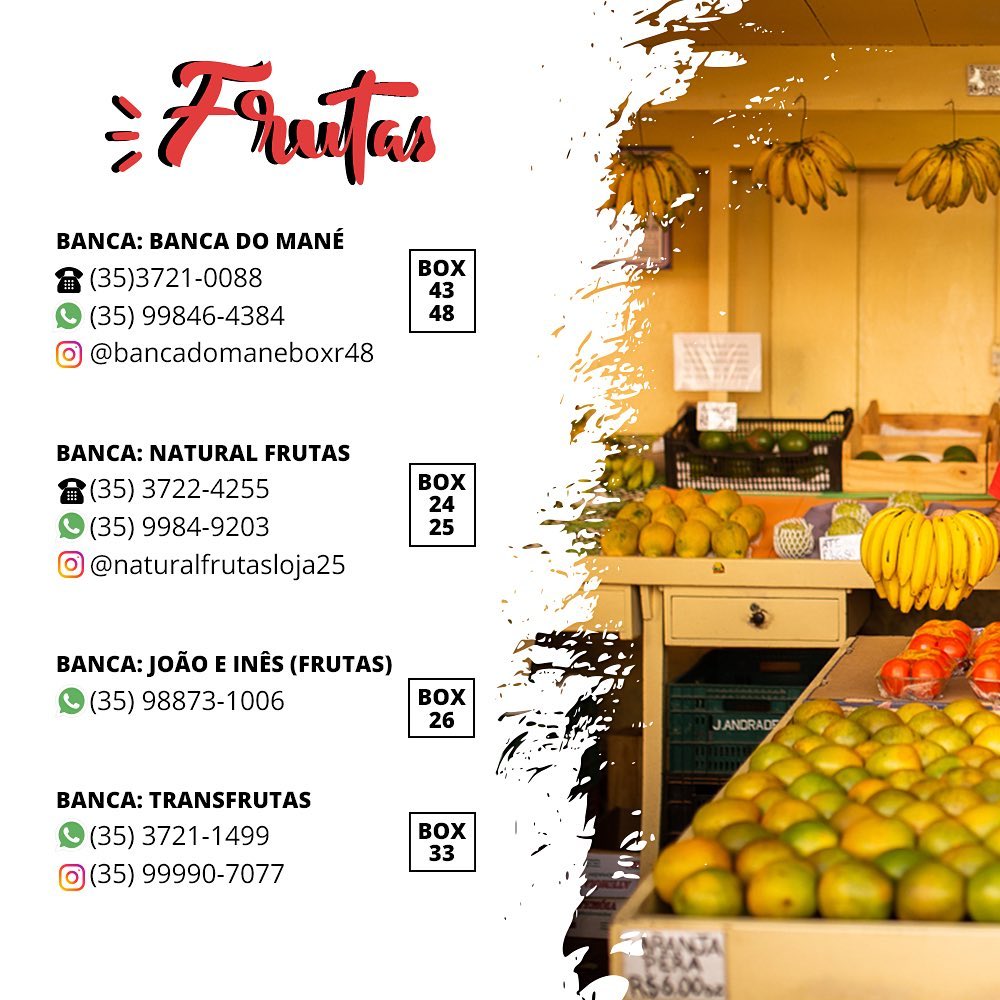 Frutas
BANCA: BANCA DO MANÉ
(35)3721-0088
(35) 99846-4384
@bancadomaneboxr48
BOX
43
48
BANCA: NATURAL FRUTAS
(35) 3722-4255
(35) 9984-9203
@naturalfrutasloja25
BOX
24
25
BANCA: JOÃO E INÊS (FRUTAS)
(35) 98873-1006
BOX
26
BANCA: TRANSFRUTAS
(35) 3721-1499
(35) 99990-7077
BOX
33
J.ANDRADE
ARANJA
PERA
R$6.00